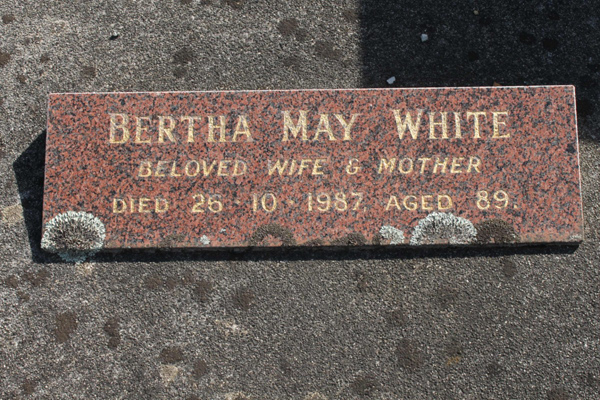 BERTHA MAY WHITE
BELOVED WIFE & MOTHER
DIED 26·10·1987. AGED 89.